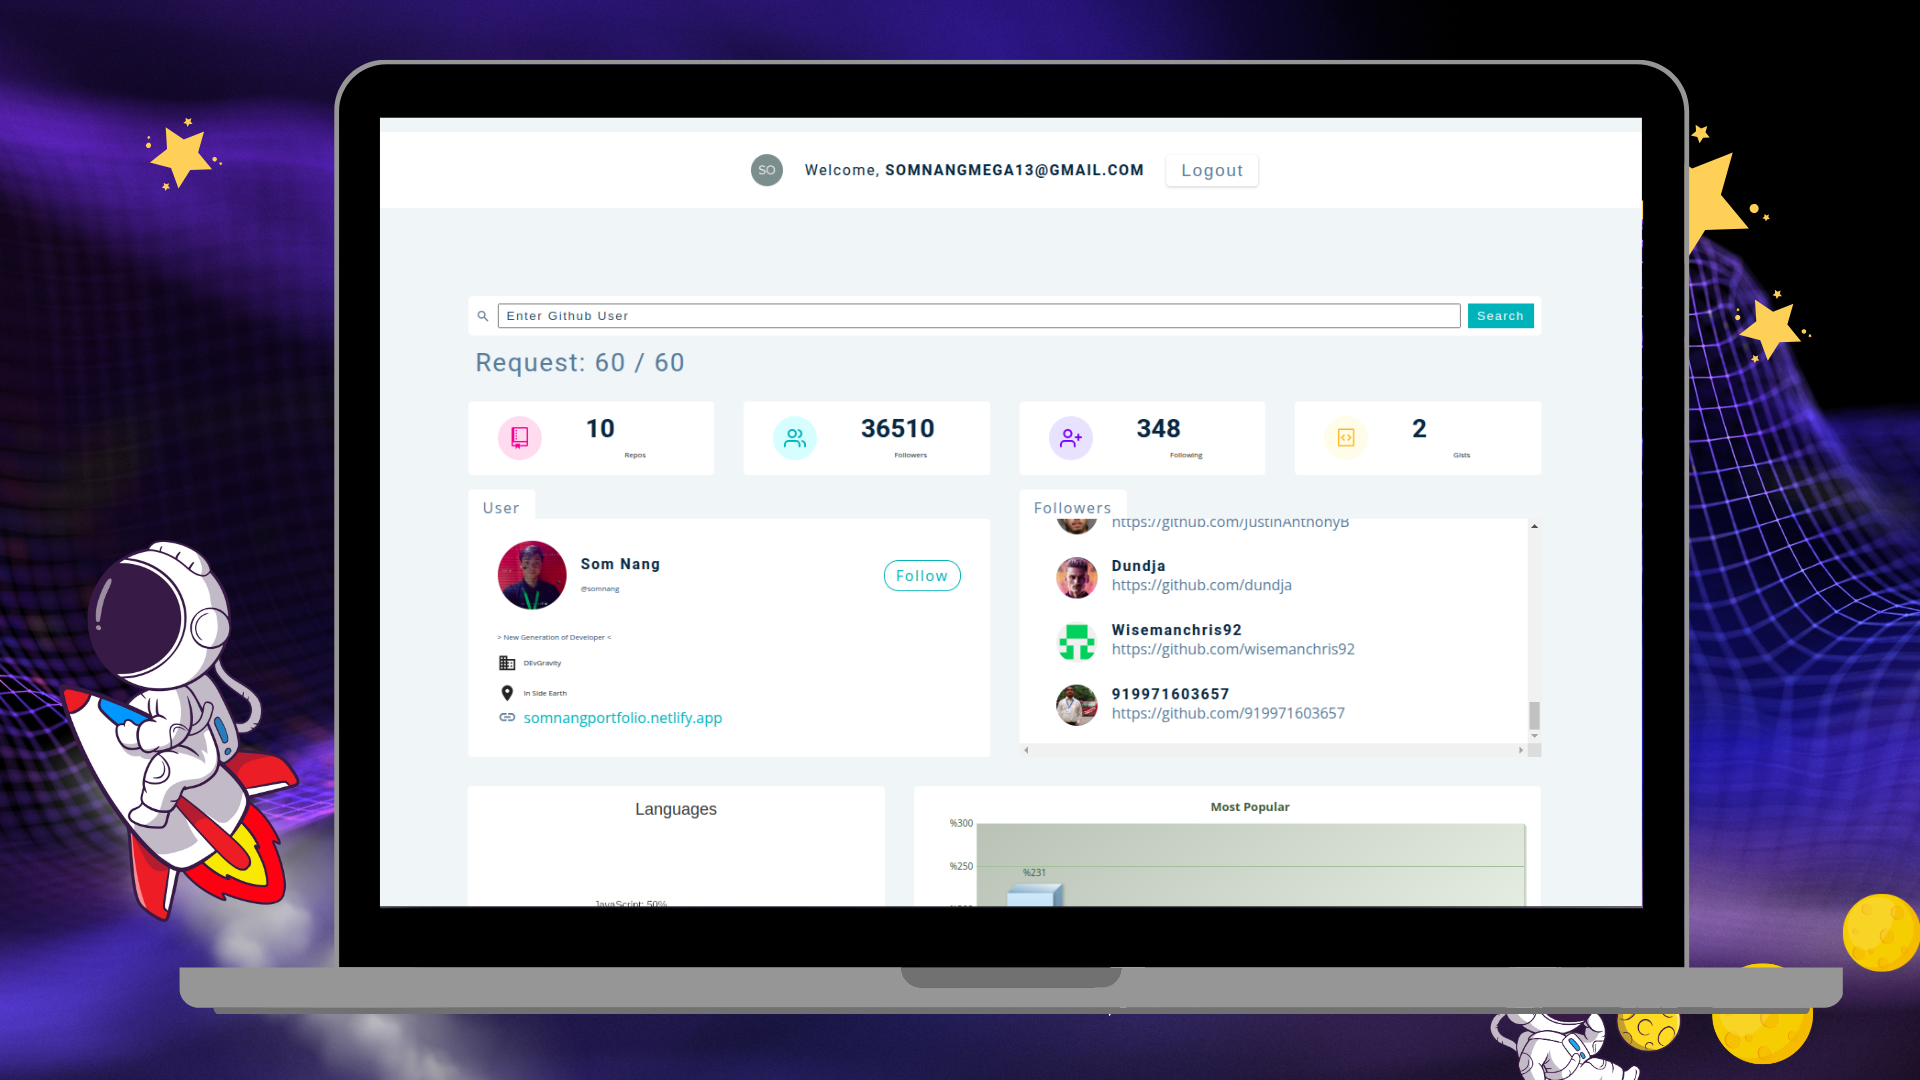 SO
Welcome, SOMNANGMEGA13@GMAIL.COM
Logout
Enter Github User
Search
Request: 60 / 60
10
Repos
36510
Followers
348
Following
2
Gists
User
Som Nang
@somnang
Follow
> New Generation of Developer <
DEvGravity
In Side Earth
somnangportfolio.netlify.app
Followers
https://github.com/JustinAnthonyB
Dundja
https://github.com/dundja
Wisemanchris92
https://github.com/wisemanchris92
919971603657
https://github.com/919971603657
Languages
JavaScript: 50%
Most Popular
%300
%250
%231